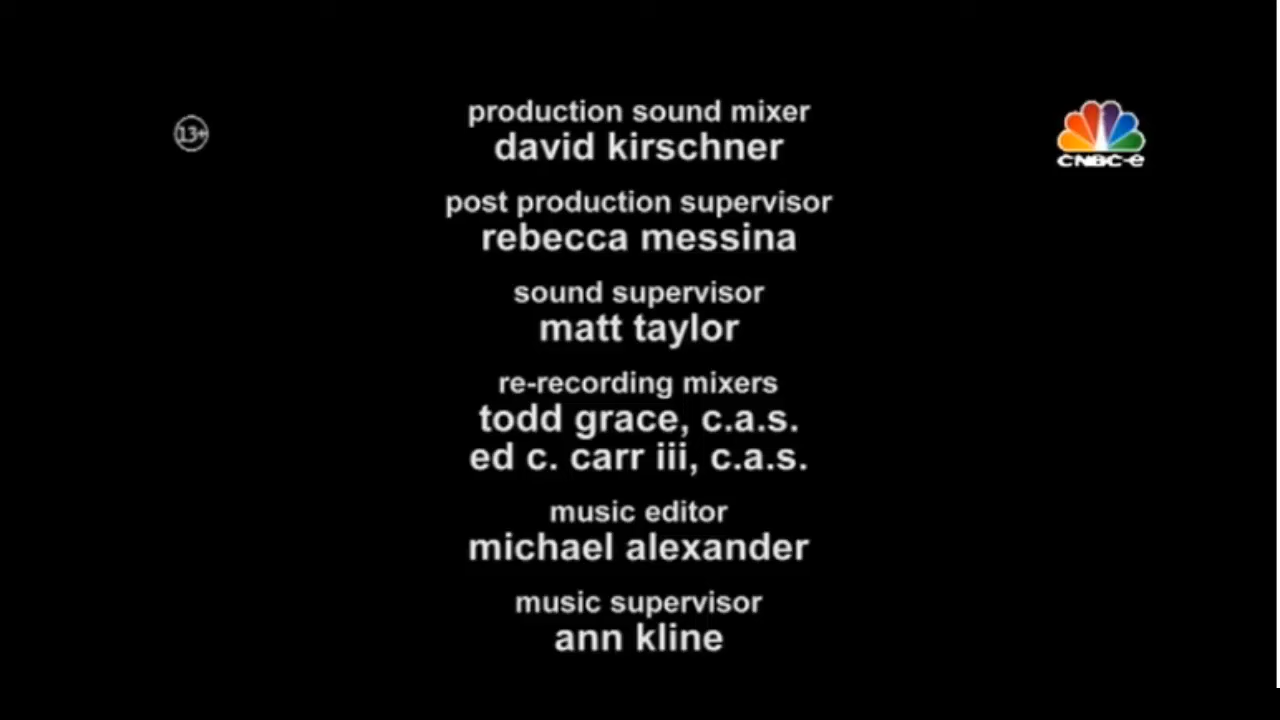 13+
production sound mixer
david kirschner
CNBC-e
post production supervisor
rebecca messina
sound supervisor
matt taylor
re-recording mixers
todd grace, c.a.s.
ed c. carr iii, c.a.s.
music editor
michael alexander
music supervisor
ann kline